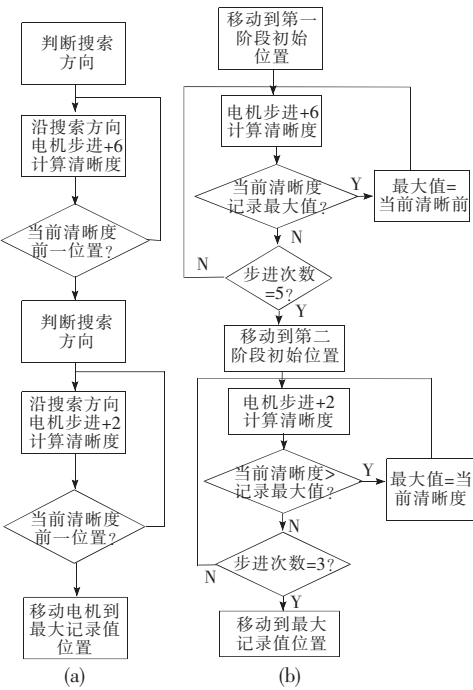 判断搜索
方向
沿搜索方向
电机步进+6
计算清晰度
当前清晰度
前一位置?
判断搜索
方向
沿搜索方向
电机步进+2
计算清晰度
当前清晰度
前一位置?
移动电机到
最大记录值
位置
(a)
移动到第一
阶段初始
位置
电机步进+6
计算清晰度
当前清晰度
记录最大值?
Y
最大值=
当前清晰前
N
N
步进次数
=5?
Y
移动到第二
阶段初始位置
电机步进+2
计算清晰度
当前清晰度>
记录最大值?
Y
最大值=当
前清晰度
N
步进次数=3?
N
Y
移动到最大
记录值位置
(b)